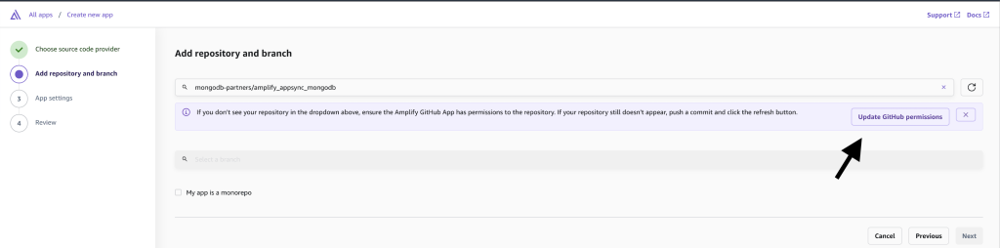 All apps / Create new app
Support Docs
Choose source code provider
Add repository and branch
3 App settings
4 Review
Add repository and branch
mongodb-partners/amplify_appsync_mongodb
If you don't see your repository in the dropdown above, ensure the Amplify GitHub App has permissions to the repository. If your repository still doesn't appear, push a commit and click the refresh button.
Update GitHub permissions
Select a branch
My app is a monorepo
Cancel Previous Next